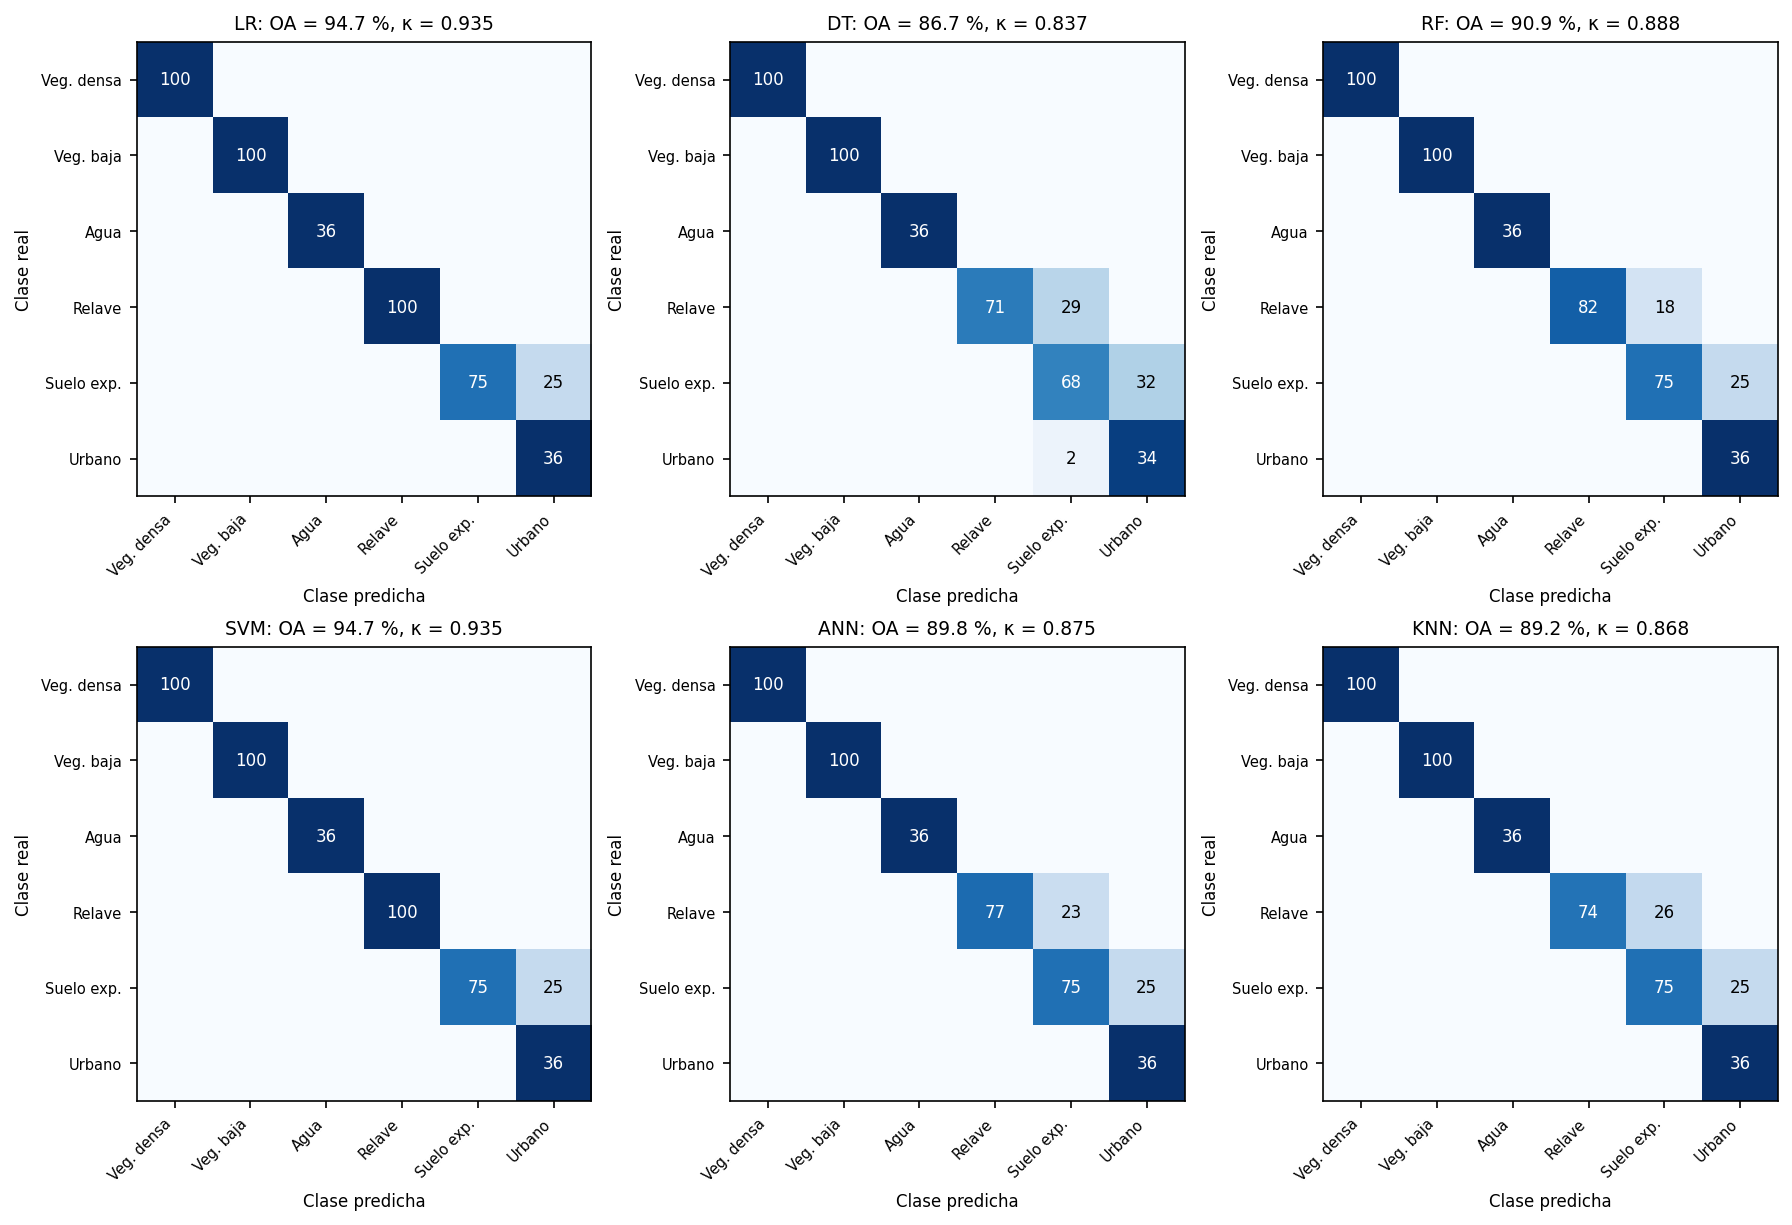 LR: OA = 94.7 %, κ = 0.935
Clase real
Veg. densa
Veg. baja
Agua
Relave
Suelo exp.
Urbano
100
100
36
100
75 25
36
Veg. densa Veg. baja Agua Relave Suelo exp. Urbano
Clase predicha
DT: OA = 86.7 %, κ = 0.837
Clase real
Veg. densa
Veg. baja
Agua
Relave
Suelo exp.
Urbano
100
100
36
71 29
68 32
2 34
Veg. densa Veg. baja Agua Relave Suelo exp. Urbano
Clase predicha
RF: OA = 90.9 %, κ = 0.888
Clase real
Veg. densa
Veg. baja
Agua
Relave
Suelo exp.
Urbano
100
100
36
82 18
75 25
36
Veg. densa Veg. baja Agua Relave Suelo exp. Urbano
Clase predicha
SVM: OA = 94.7 %, κ = 0.935
Clase real
Veg. densa
Veg. baja
Agua
Relave
Suelo exp.
Urbano
100
100
36
100
75 25
36
Veg. densa Veg. baja Agua Relave Suelo exp. Urbano
Clase predicha
ANN: OA = 89.8 %, κ = 0.875
Clase real
Veg. densa
Veg. baja
Agua
Relave
Suelo exp.
Urbano
100
100
36
77 23
75 25
36
Veg. densa Veg. baja Agua Relave Suelo exp. Urbano
Clase predicha
KNN: OA = 89.2 %, κ = 0.868
Clase real
Veg. densa
Veg. baja
Agua
Relave
Suelo exp.
Urbano
100
100
36
74 26
75 25
36
Veg. densa Veg. baja Agua Relave Suelo exp. Urbano
Clase predicha